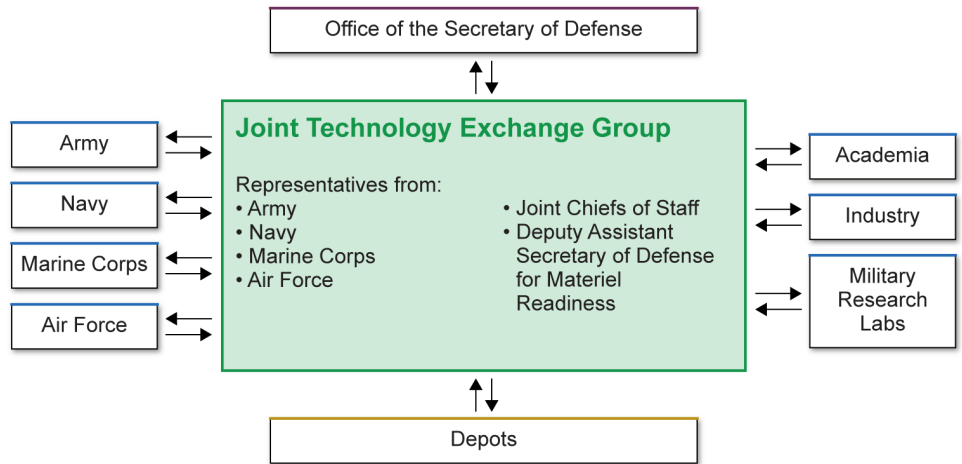 Office of the Secretary of Defense
Joint Technology Exchange Group
Representatives from:
• Army
• Navy
• Marine Corps
• Air Force
• Joint Chiefs of Staff
• Deputy Assistant
Secretary of Defense
for Materiel
Readiness
Army
Navy
Marine Corps
Air Force
Academia
Industry
Military
Research
Labs
Depots